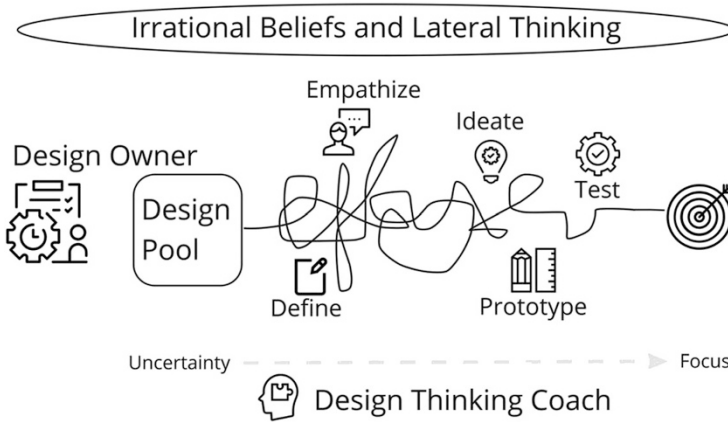 Irrational Beliefs and Lateral Thinking
Empathize
Ideate
Design Owner
Test
Design
Pool
Define
Prototype
Uncertainty
Focus
Design Thinking Coach